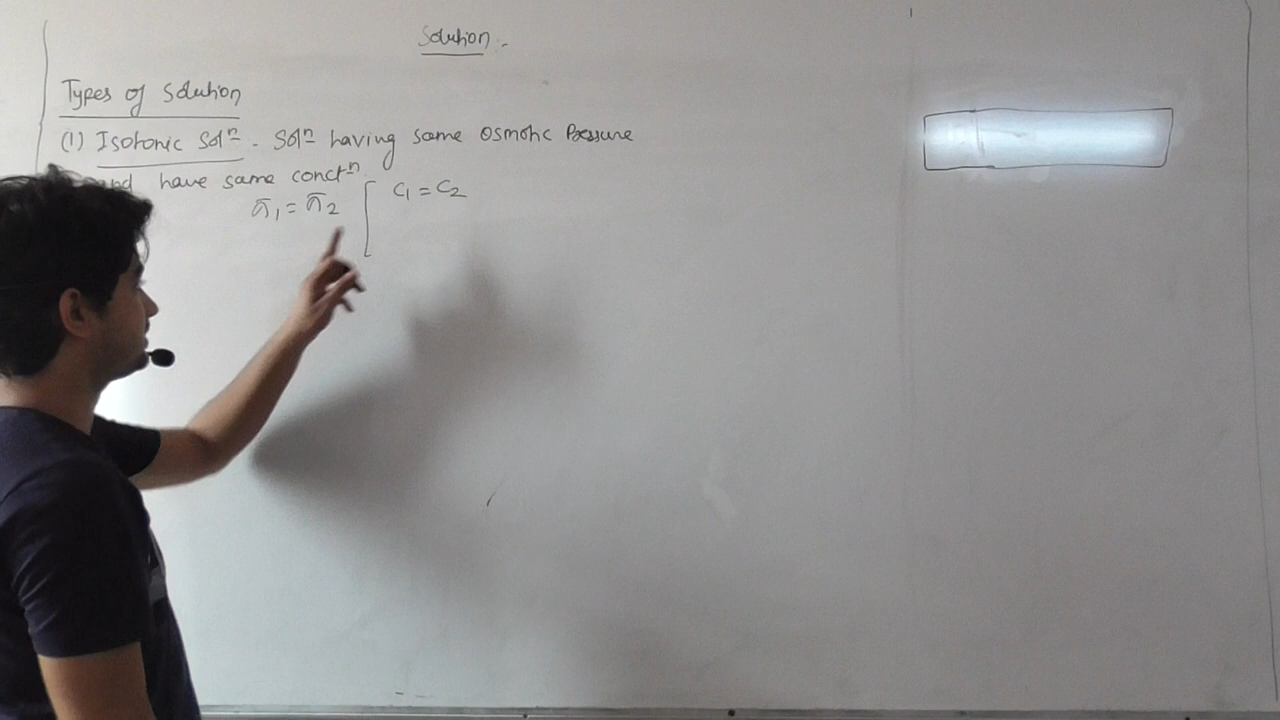 Solution :-
Types of Solution
(1) Isotonic Solⁿ - Solⁿ having same Osmotic Pressure
and have same conctⁿ
π₁ = π₂ [ C₁ = C₂